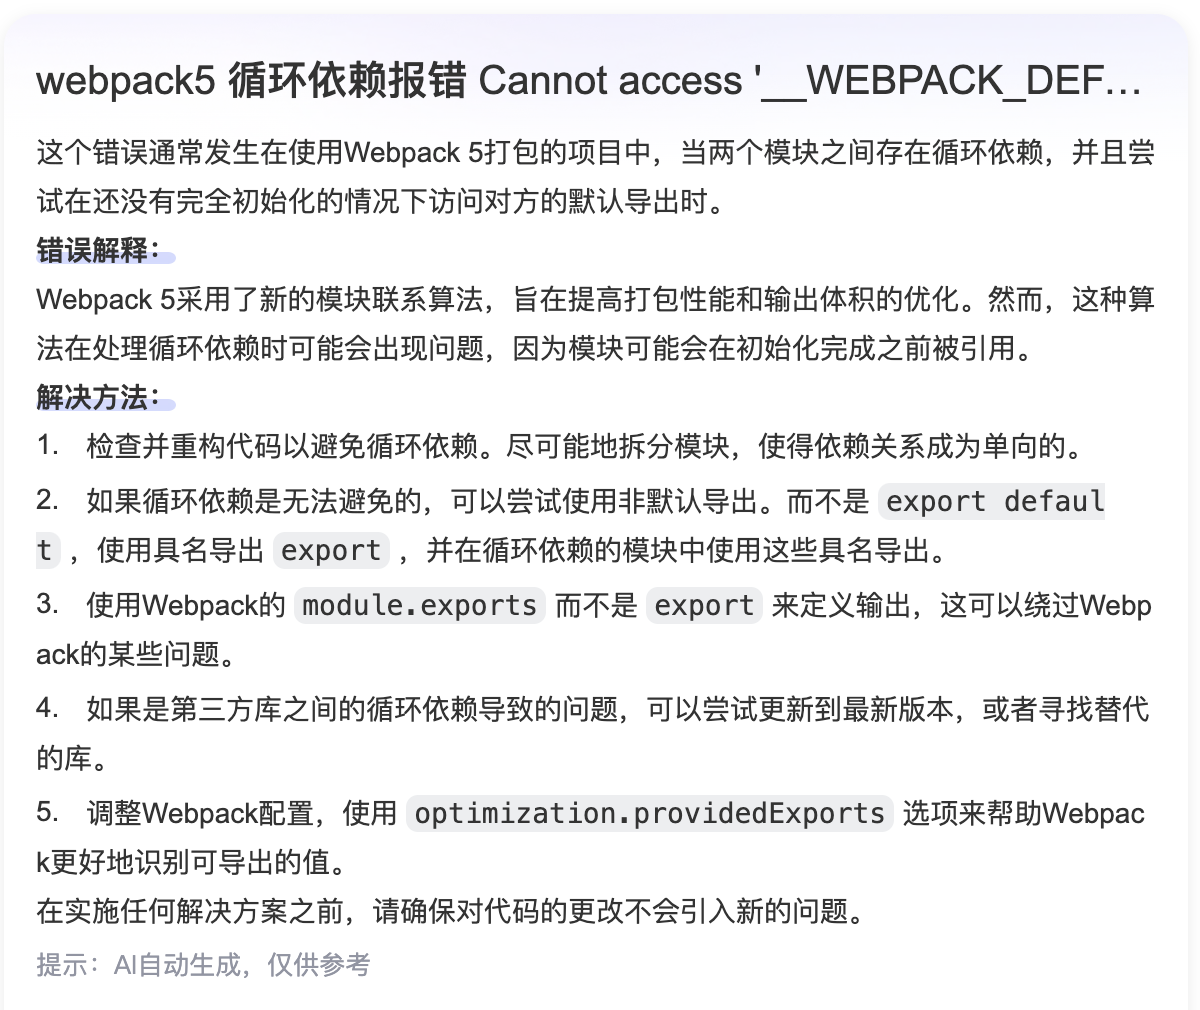 webpack5 循环依赖报错 Cannot access '__WEBPACK_DEF...
这个错误通常发生在使用Webpack 5打包的项目中，当两个模块之间存在循环依赖，并且尝
试在还没有完全初始化的情况下访问对方的默认导出时。
错误解释：
Webpack 5采用了新的模块联系算法，旨在提高打包性能和输出体积的优化。然而，这种算
法在处理循环依赖时可能会出现问题，因为模块可能会在初始化完成之前被引用。
解决方法：
1. 检查并重构代码以避免循环依赖。尽可能地拆分模块，使得依赖关系成为单向的。
2. 如果循环依赖是无法避免的，可以尝试使用非默认导出。而不是 export defaul
t ，使用具名导出 export ，并在循环依赖的模块中使用这些具名导出。
3. 使用Webpack的 module.exports 而不是 export 来定义输出，这可以绕过Webp
ack的某些问题。
4. 如果是第三方库之间的循环依赖导致的问题，可以尝试更新到最新版本，或者寻找替代
的库。
5. 调整Webpack配置，使用 optimization.providedExports 选项来帮助Webpac
k更好地识别可导出的值。
在实施任何解决方案之前，请确保对代码的更改不会引入新的问题。
提示：AI自动生成，仅供参考